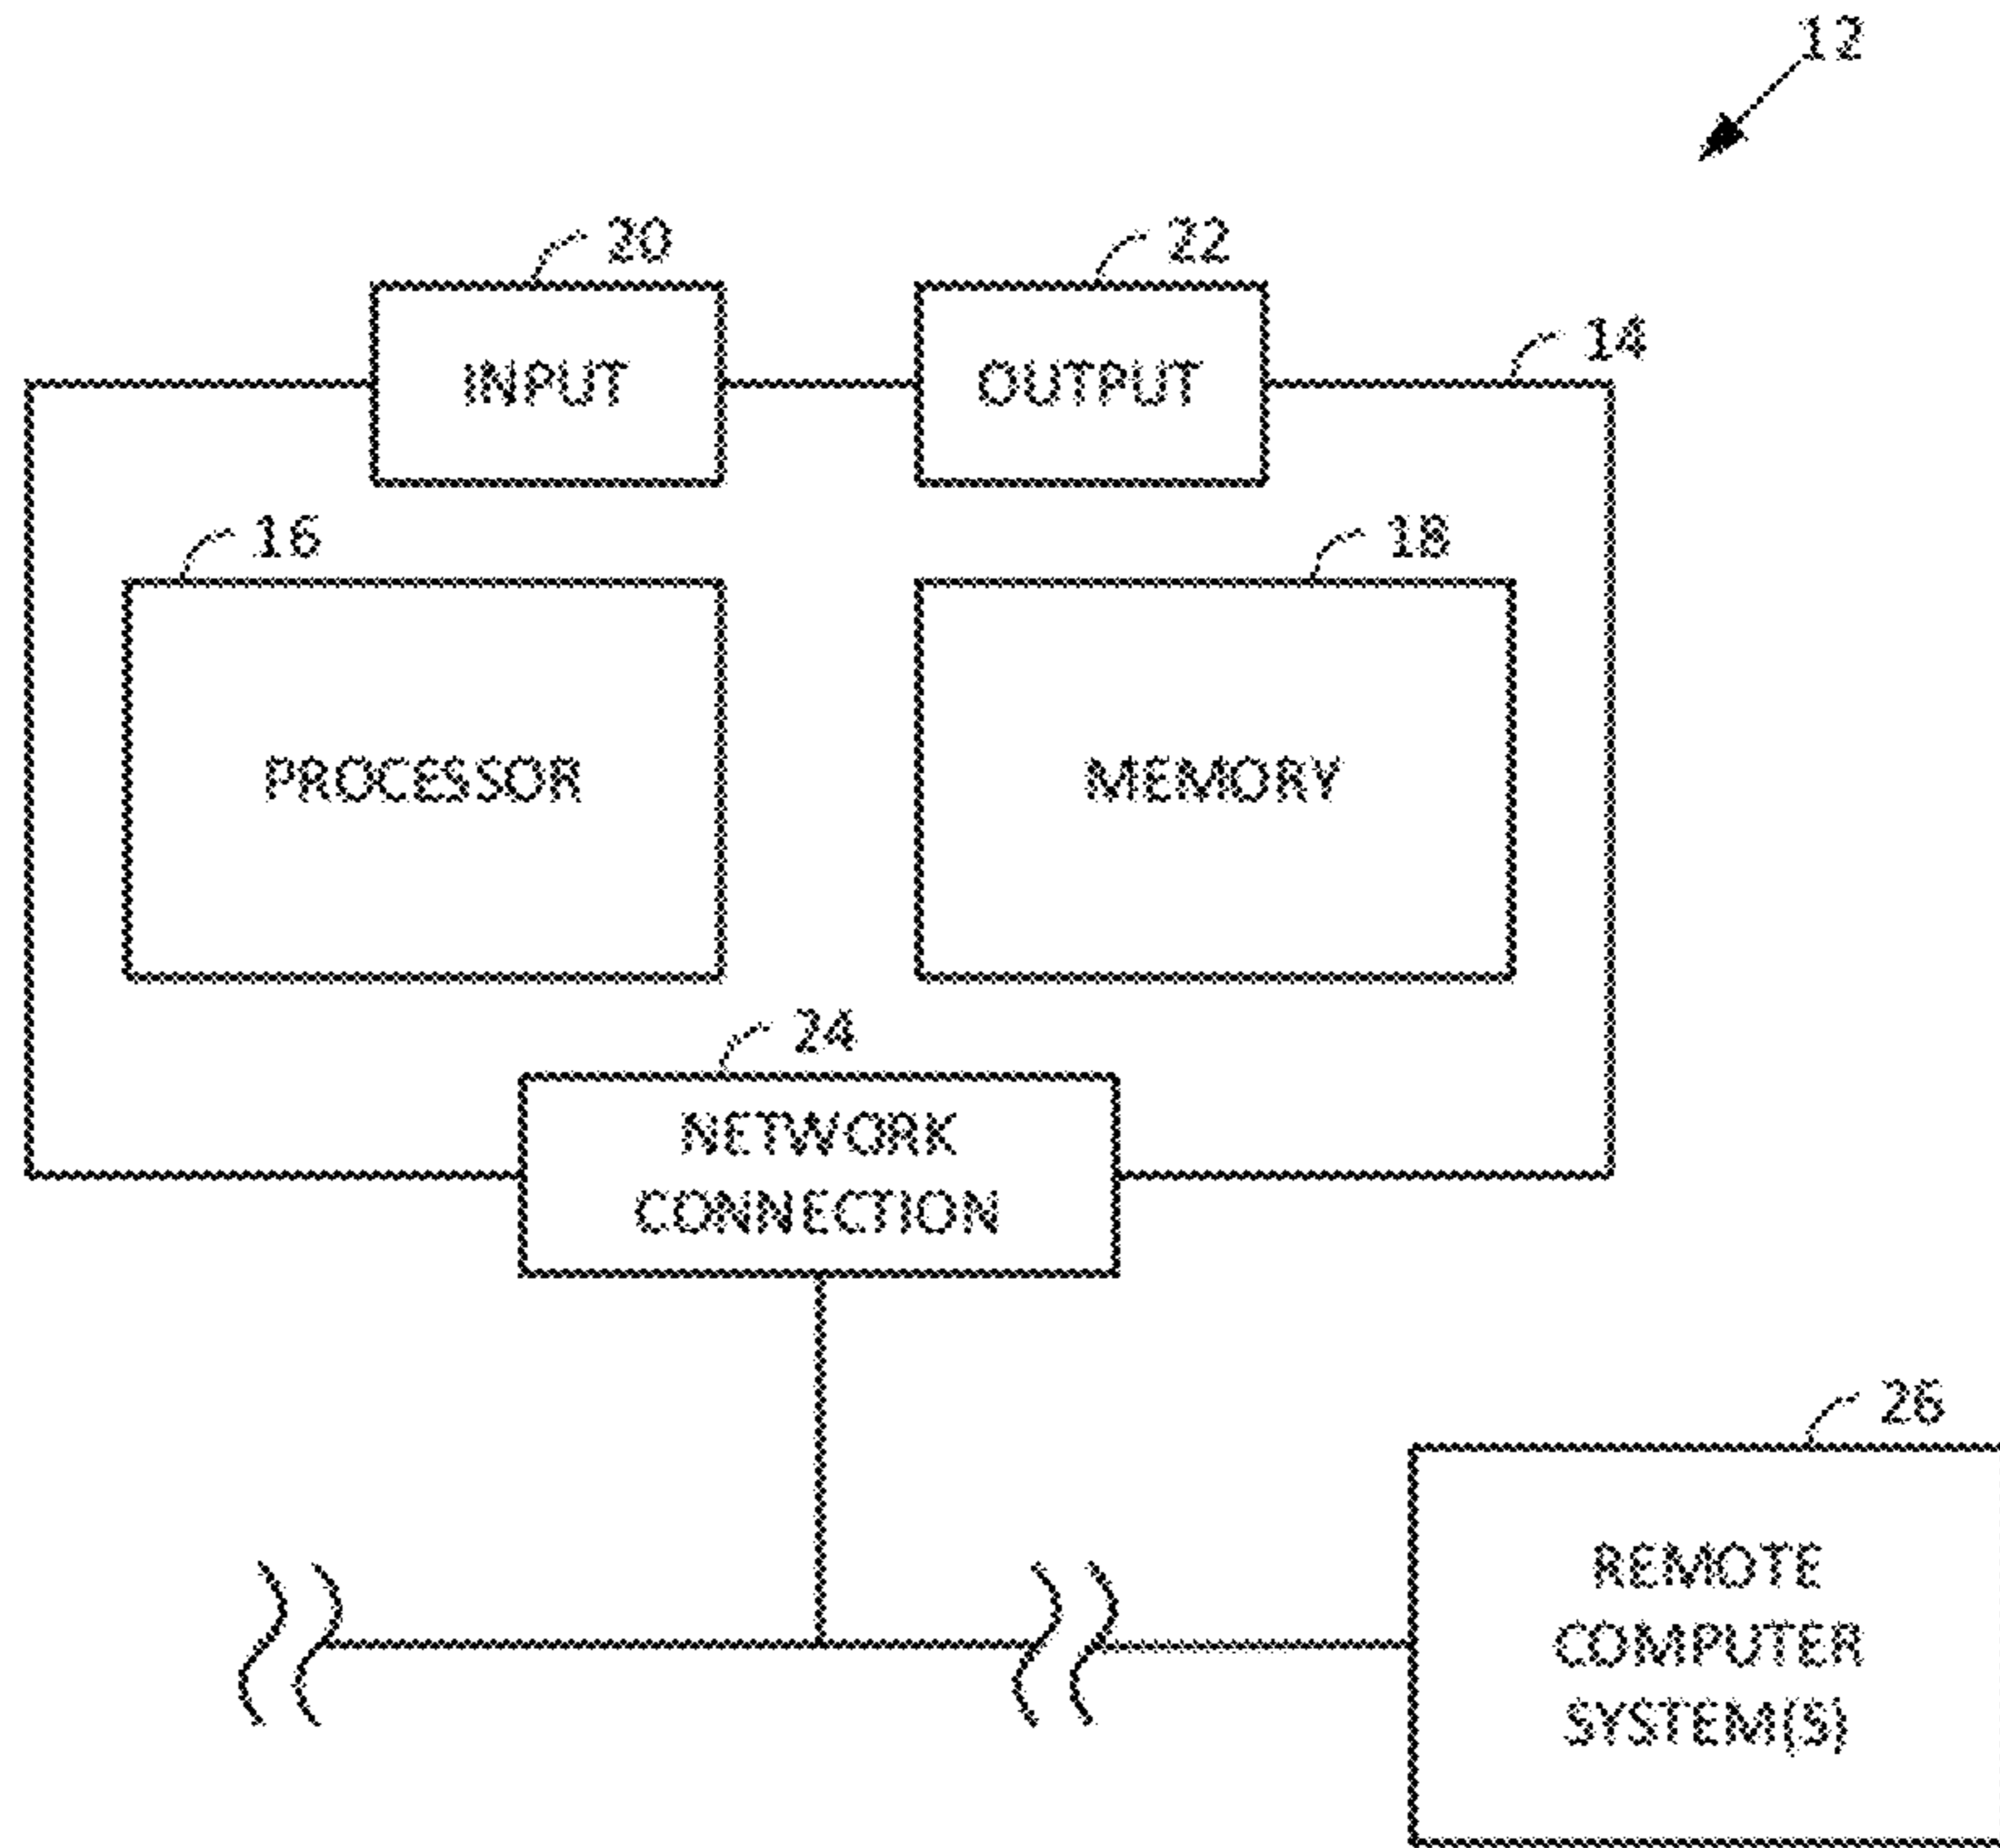 12
20
22
14
INPUT
OUTPUT
16
18
PROCESSOR
MEMORY
24
NETWORK
CONNECTION
26
REMOTE
COMPUTER
SYSTEM(S)